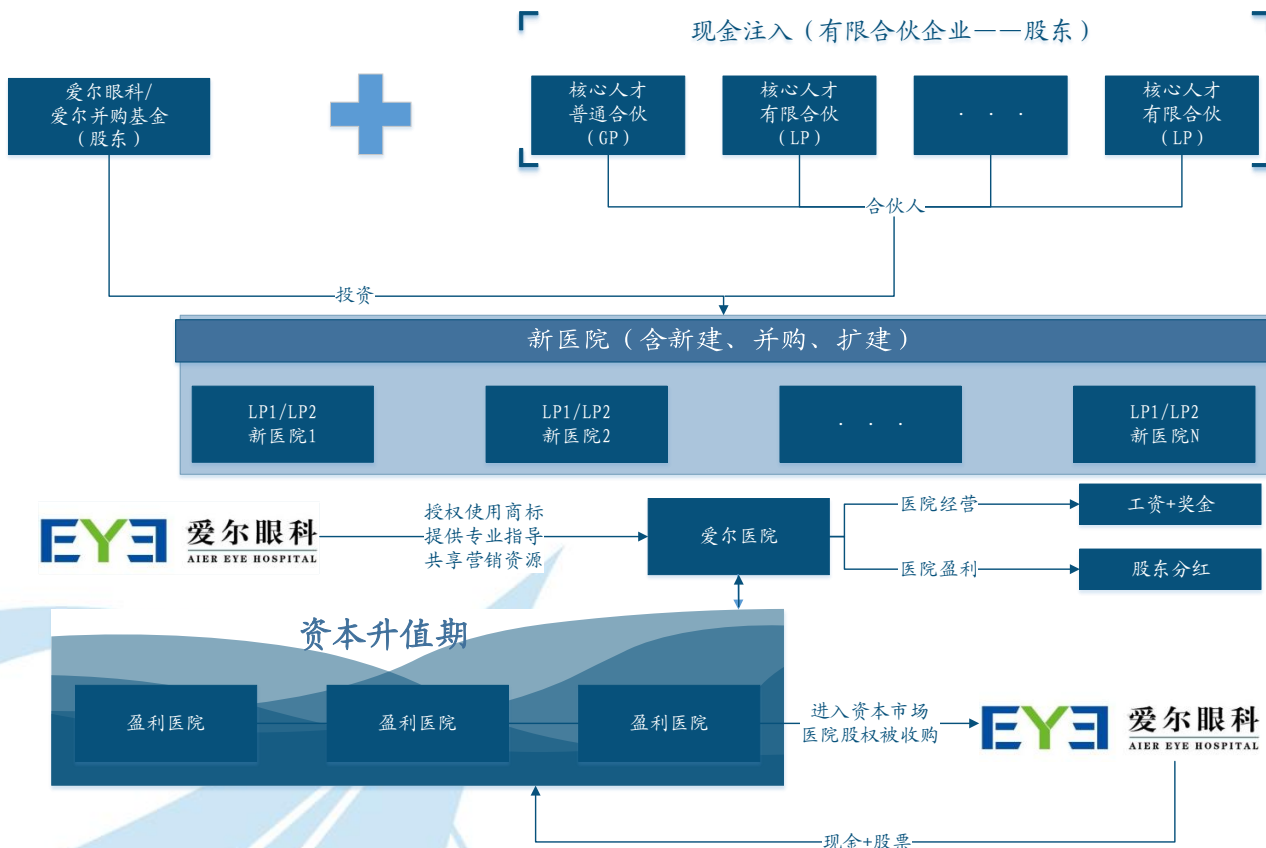 现金注入（有限合伙企业——股东）
爱尔眼科/
爱尔并购基金
（股东）
核心人才
普通合伙
（GP）
核心人才
有限合伙
（LP）
· · ·
核心人才
有限合伙
（LP）
合伙人
投资
新医院（含新建、并购、扩建）
LP1/LP2
新医院1
LP1/LP2
新医院2
· · ·
LP1/LP2
新医院N
EYE 爱尔眼科
AIER EYE HOSPITAL
授权使用商标
提供专业指导
共享营销资源
爱尔医院
医院经营
工资+奖金
医院盈利
股东分红
资本升值期
盈利医院
盈利医院
盈利医院
进入资本市场
医院股权被收购
EYE 爱尔眼科
AIER EYE HOSPITAL
现金+股票